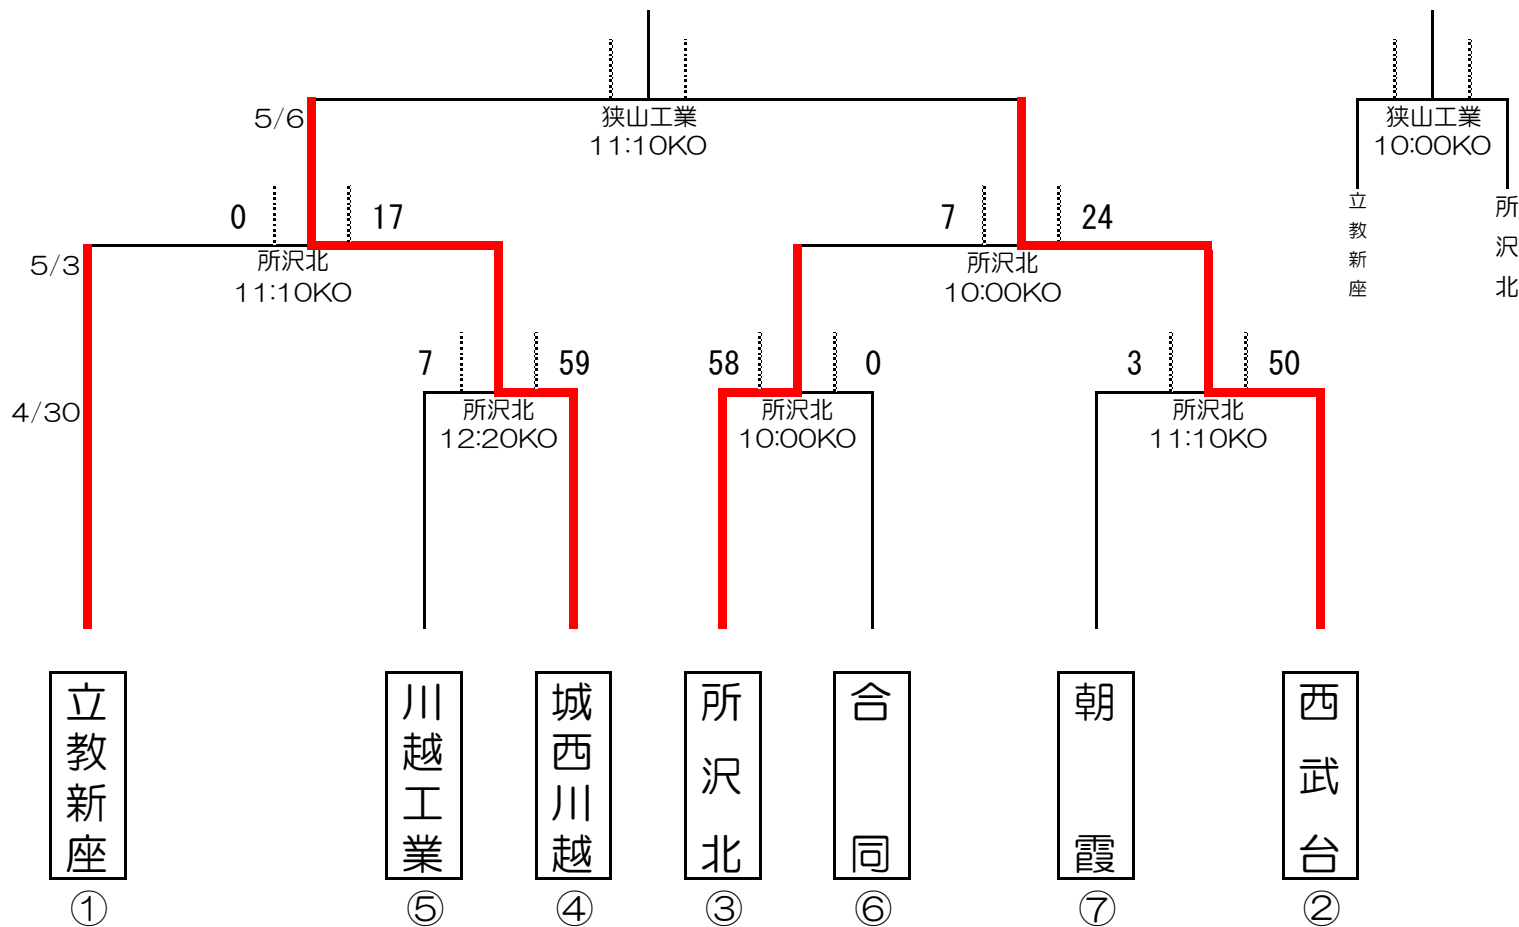 5/6
狭山工業
11:10KO
狭山工業
10:00KO
立教新座
所沢北
0
17
7
24
5/3
所沢北
11:10KO
所沢北
10:00KO
7
59
58
0
3
50
4/30
所沢北
12:20KO
所沢北
10:00KO
所沢北
11:10KO
立教新座
川越工業
城西川越
所沢北
合同
朝霞
西武台
①
⑤
④
③
⑥
⑦
②